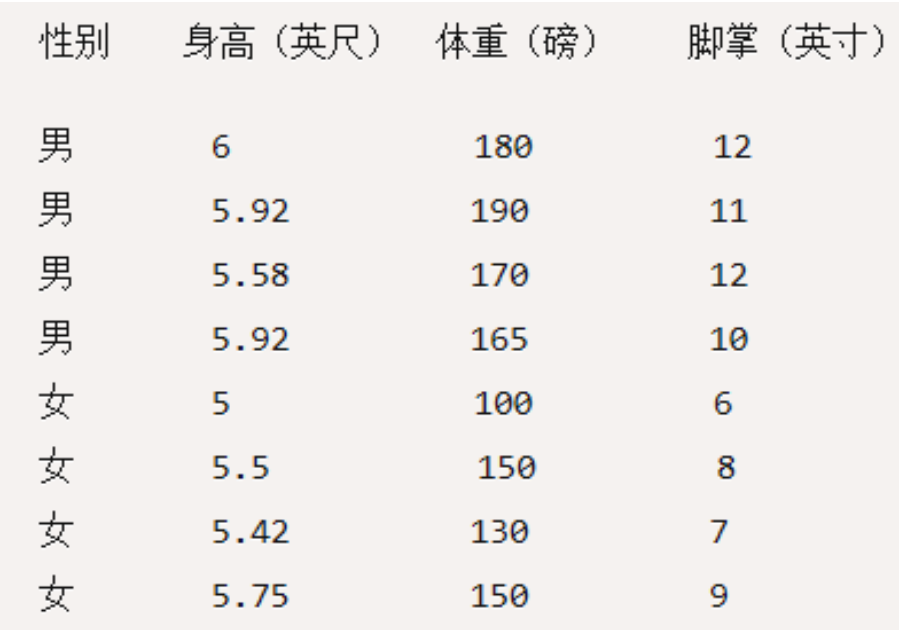 性别 身高（英尺） 体重（磅） 脚掌（英寸）
男 6 180 12
男 5.92 190 11
男 5.58 170 12
男 5.92 165 10
女 5 100 6
女 5.5 150 8
女 5.42 130 7
女 5.75 150 9